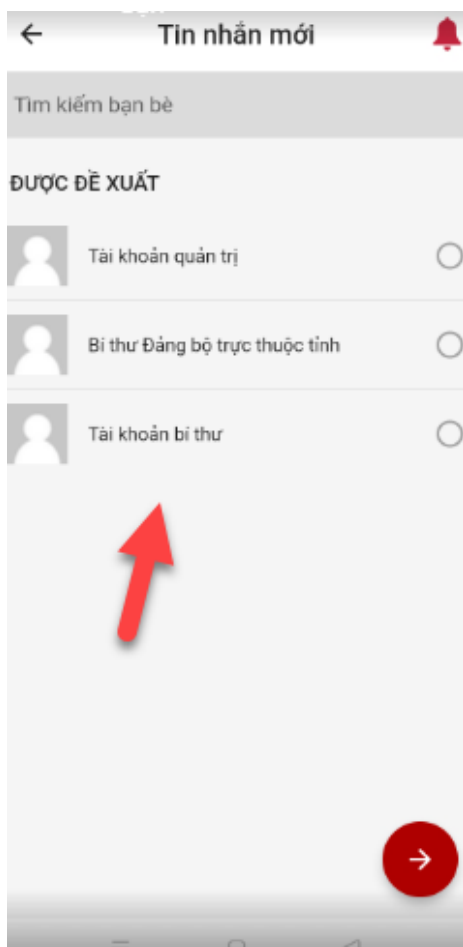 Tin nhắn mới
Tìm kiếm bạn bè
ĐƯỢC ĐỀ XUẤT
Tài khoản quản trị
Bí thư Đảng bộ trực thuộc tỉnh
Tài khoản bí thư